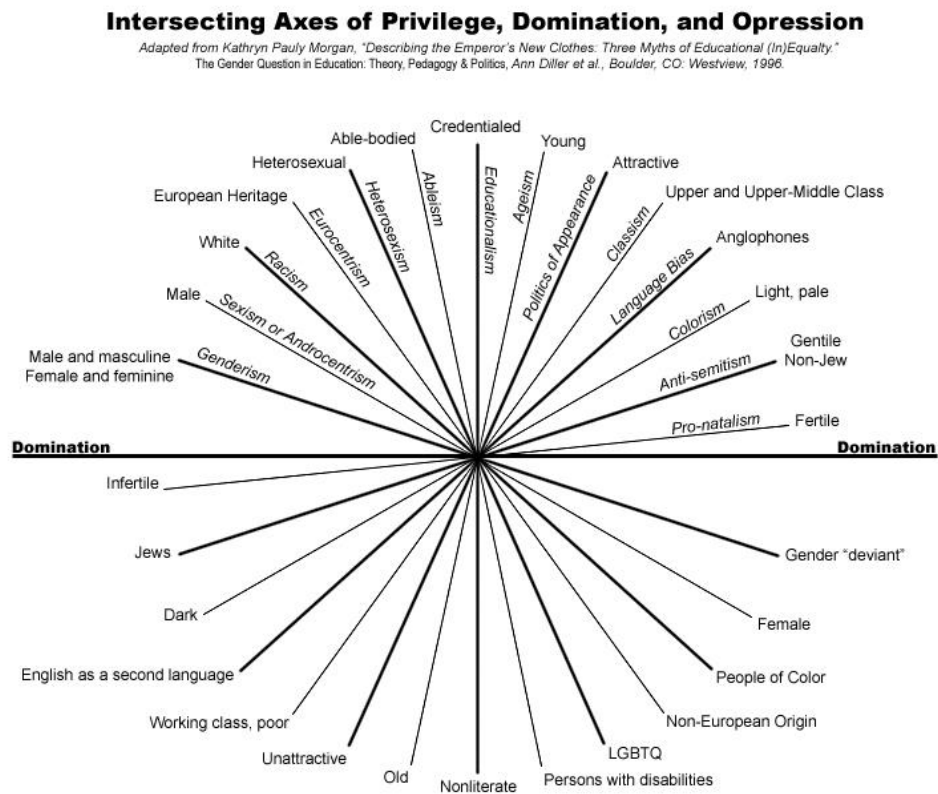 Intersecting Axes of Privilege, Domination, and Opression
Adapted from Kathryn Pauly Morgan, "Describing the Emperor's New Clothes: Three Myths of Educational (In)Equalty."
The Gender Question in Education: Theory, Pedagogy & Politics, Ann Diller et al., Boulder, CO: Westview, 1996.
Credentialed
Able-bodied
Young
Heterosexual
Attractive
European Heritage
Upper and Upper-Middle Class
White
Anglophones
Male
Light, pale
Male and masculine
Female and feminine
Gentile
Non-Jew
Fertile
Genderism
Sexism or Androcentrism
Racism
Eurocentrism
Heterosexism
Ableism
Educationalism
Ageism
Politics of Appearance
Classism
Language Bias
Colorism
Anti-semitism
Pro-natalism
Domination
Domination
Infertile
Jews
Gender "deviant"
Dark
Female
English as a second language
People of Color
Working class, poor
Non-European Origin
Unattractive
LGBTQ
Old
Persons with disabilities
Nonliterate